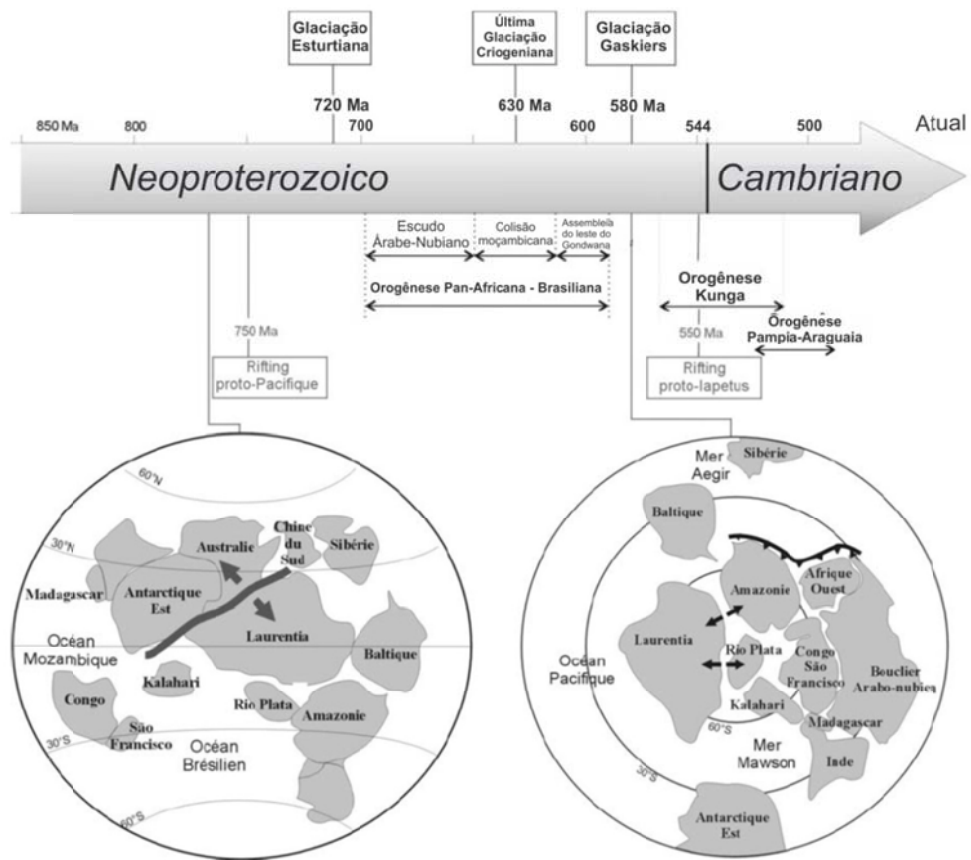 Glaciação
Esturtiana
Última
Glaciação
Criogeniana
Glaciação
Gaskiers
720 Ma
630 Ma
580 Ma
850 Ma
800
700
600
544
500
Atual
Neoproterozoico
Cambriano
Escudo
Árabe-Nubiano
Colisão
moçambicana
Assembleia
do leste do
Gondwana
Orogênese Pan-Africana - Brasiliana
Orogênese
Kunga
Orogênese
Pampia-Araguaia
750 Ma
Rifting
proto-Pacifique
550 Ma
Rifting
proto-Iapetus
60°N
30°N
Australie
Chine
du
Sud
Sibérie
Madagascar
Antarctique
Est
Laurentia
Océan
Mozambique
Baltique
Kalahari
Congo
Río Plata
Amazonie
São
Francisco
30°S
Océan
Brésilien
60°S
Mer
Aegir
Sibérie
Baltique
Afrique
Ouest
Amazonie
Laurentia
Río Plata
Congo
São
Francisco
Océan
Pacifique
Bouclier
Arabo-nubien
Kalahari
Madagascar
60°S
Mer
Mawson
Inde
30°S
Antarctique
Est